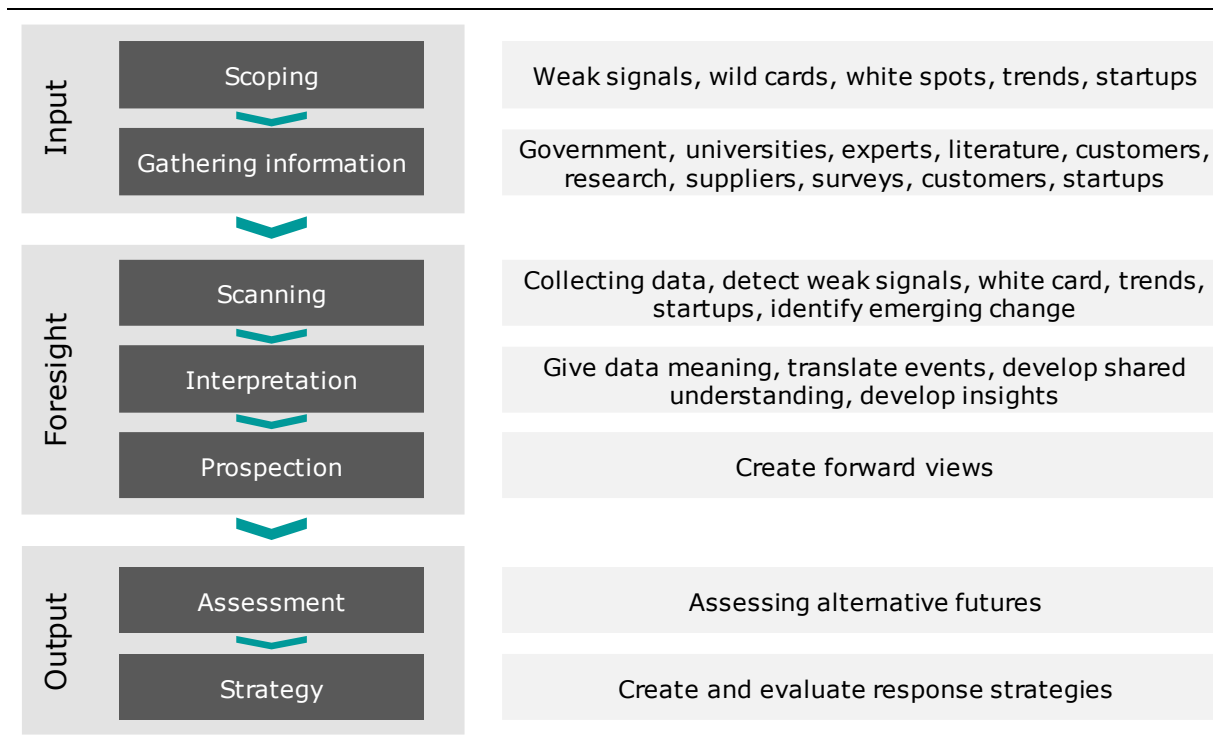 Input
Scoping
Weak signals, wild cards, white spots, trends, startups
Gathering information
Government, universities, experts, literature, customers,
research, suppliers, surveys, customers, startups
Foresight
Scanning
Collecting data, detect weak signals, white card, trends,
startups, identify emerging change
Interpretation
Give data meaning, translate events, develop shared
understanding, develop insights
Prospection
Create forward views
Output
Assessment
Assessing alternative futures
Strategy
Create and evaluate response strategies